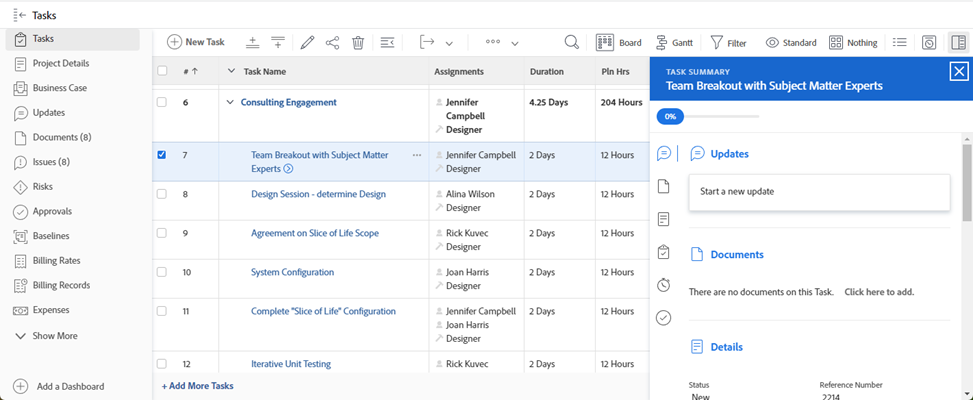 Tasks
New Task
Board
Gantt
Filter
Standard
Nothing
Tasks
Project Details
Business Case
Updates
Documents (8)
Issues (8)
Risks
Approvals
Baselines
Billing Rates
Billing Records
Expenses
Show More
Add a Dashboard
# ↑ Task Name Assignments Duration Pln Hrs
6 Consulting Engagement Jennifer 4.25 Days 204 Hours
Campbell
Designer
7 Team Breakout with Subject Matter ··· Jennifer Campbell 2 Days 12 Hours
Experts Designer
8 Design Session - determine Design Alina Wilson 2 Days 12 Hours
Designer
9 Agreement on Slice of Life Scope Rick Kuvec 2 Days 12 Hours
Designer
10 System Configuration Joan Harris 2 Days 12 Hours
Designer
11 Complete "Slice of Life" Configuration Jennifer Campbell 2 Days 12 Hours
Joan Harris
Designer
12 Iterative Unit Testing Rick Kuvec 2 Days 12 Hours
+ Add More Tasks
TASK SUMMARY
Team Breakout with Subject Matter Experts
0%
Updates
Start a new update
Documents
There are no documents on this Task. Click here to add.
Details
Status Reference Number
New 2214